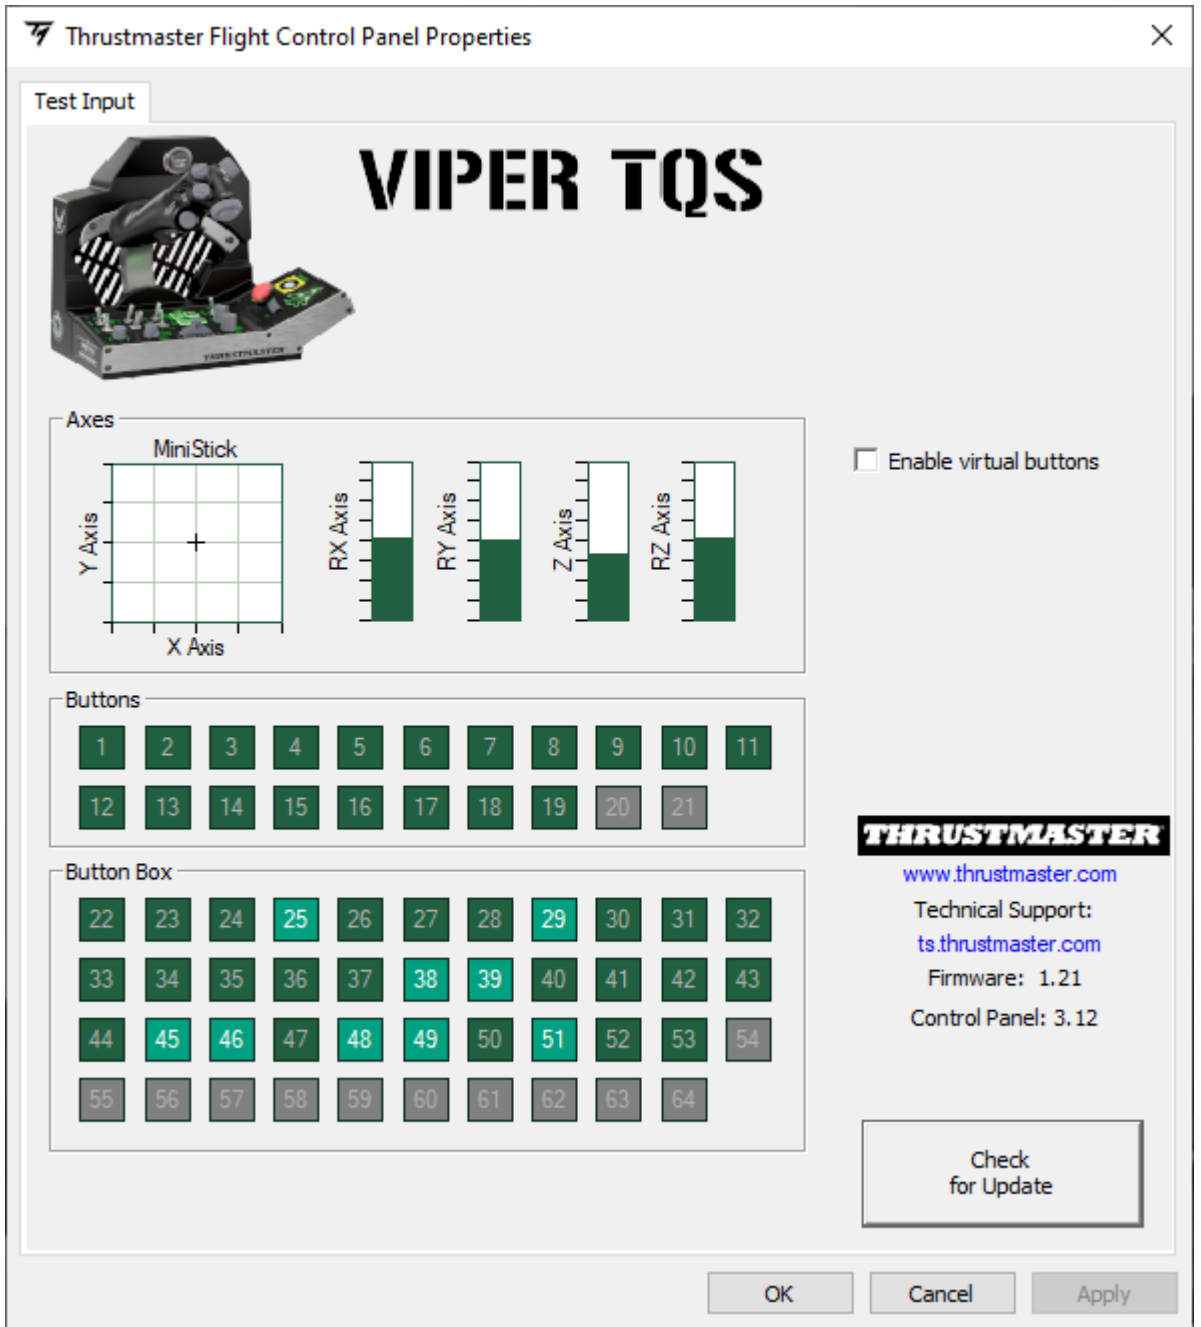 Thrustmaster Flight Control Panel Properties
Test Input
VIPER TQS
THRUSTMASTER
Axes
MiniStick
Y Axis
X Axis
RX Axis
RY Axis
Z Axis
RZ Axis
Enable virtual buttons
Buttons
1 2 3 4 5 6 7 8 9 10 11
12 13 14 15 16 17 18 19 20 21
Button Box
22 23 24 25 26 27 28 29 30 31 32
33 34 35 36 37 38 39 40 41 42 43
44 45 46 47 48 49 50 51 52 53 54
55 56 57 58 59 60 61 62 63 64
THRUSTMASTER
www.thrustmaster.com
Technical Support:
ts.thrustmaster.com
Firmware: 1.21
Control Panel: 3.12
Check
for Update
OK Cancel Apply